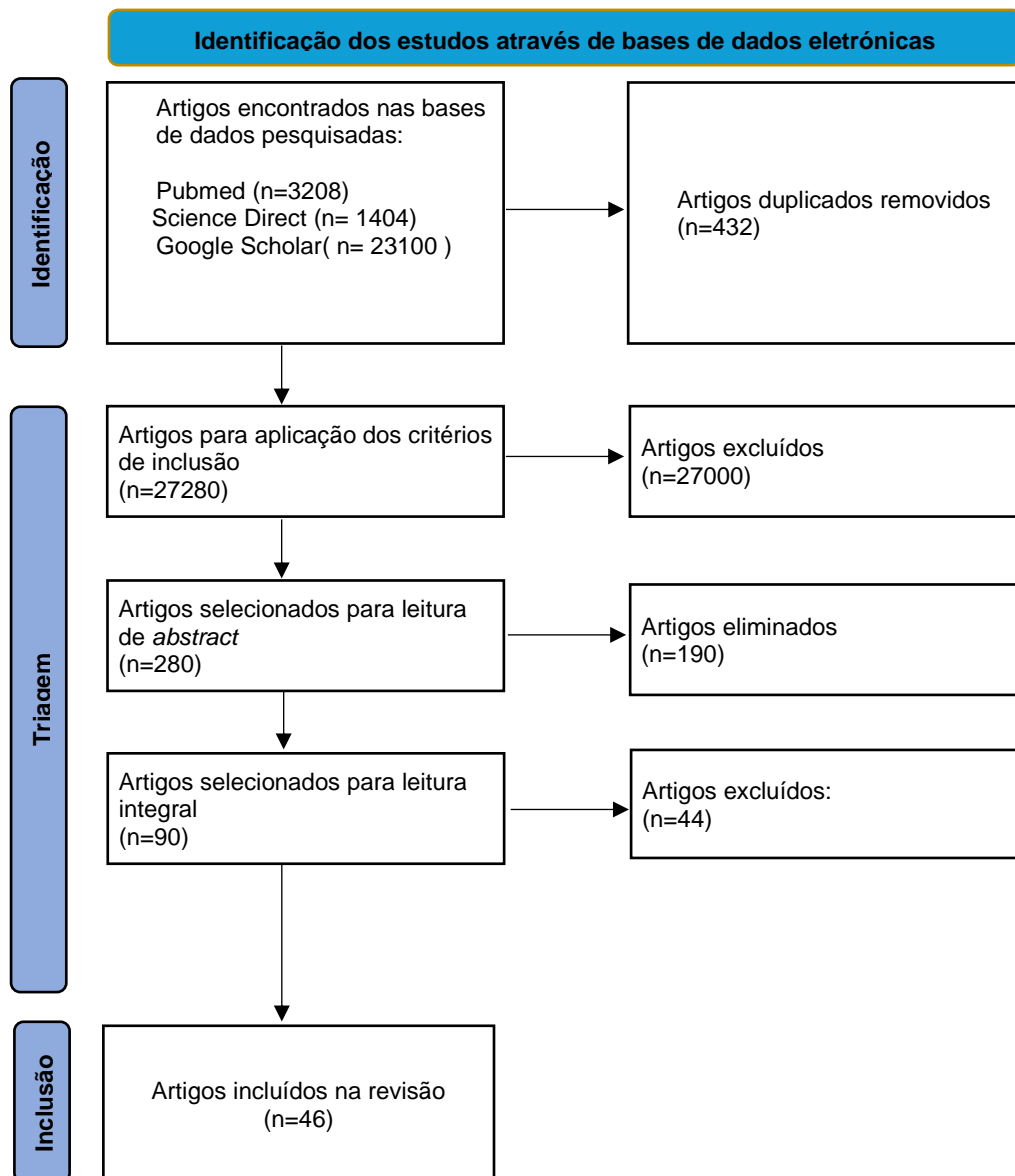 Identificação dos estudos através de bases de dados eletrónicas
Identificação
Artigos encontrados nas bases
de dados pesquisadas:
Pubmed (n=3208)
Science Direct (n= 1404)
Google Scholar( n= 23100 )
Artigos duplicados removidos
(n=432)
Triagem
Artigos para aplicação dos critérios
de inclusão
(n=27280)
Artigos excluídos
(n=27000)
Artigos selecionados para leitura
de abstract
(n=280)
Artigos eliminados
(n=190)
Artigos selecionados para leitura
integral
(n=90)
Artigos excluídos:
(n=44)
Inclusão
Artigos incluídos na revisão
(n=46)